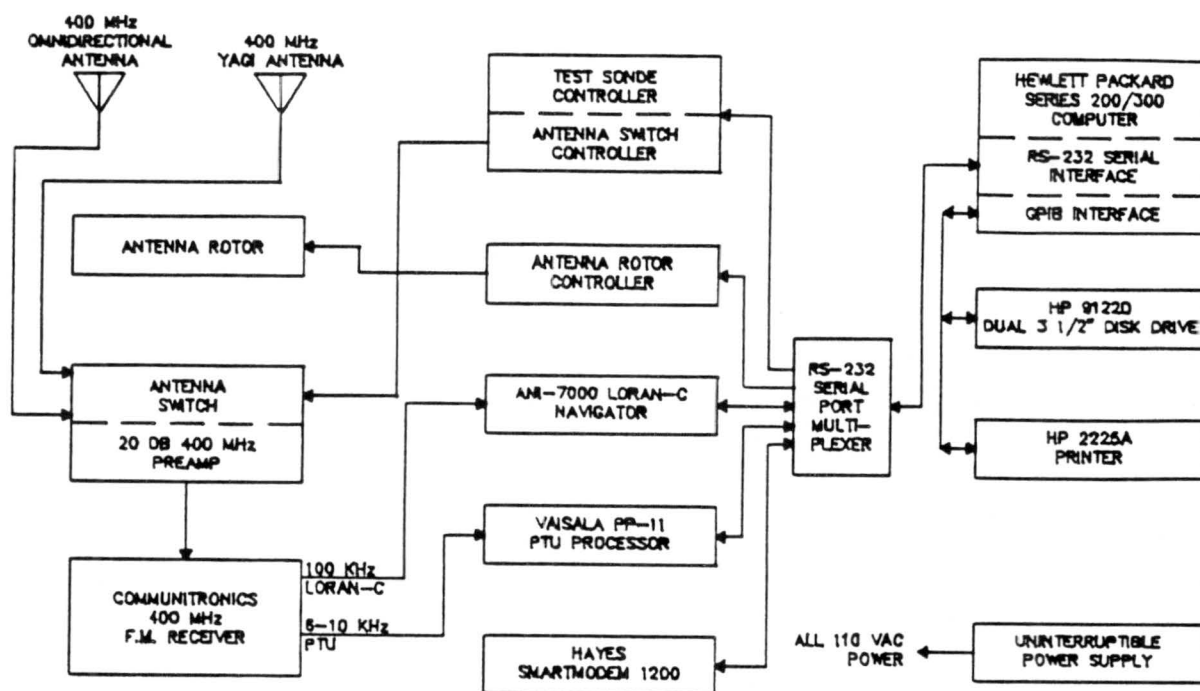 400 MHz
OMNIDIRECTIONAL
ANTENNA
400 MHz
YAGI ANTENNA
TEST SONDE
CONTROLLER
ANTENNA SWITCH
CONTROLLER
HEWLETT PACKARD
SERIES 200/300
COMPUTER
RS-232 SERIAL
INTERFACE
GPIB INTERFACE
ANTENNA ROTOR
ANTENNA ROTOR
CONTROLLER
HP 9122D
DUAL 3 1/2" DISK DRIVE
ANTENNA
SWITCH
20 DB 400 MHz
PREAMP
ANI-7000 LORAN-C
NAVIGATOR
RS-232
SERIAL
PORT
MULTI-
PLEXER
HP 2225A
PRINTER
VAISALA PP-11
PTU PROCESSOR
COMMUNITRONICS
400 MHz
F.M. RECEIVER
100 KHz
LORAN-C
6-10 KHz
PTU
HAYES
SMARTMODEM 1200
ALL 110 VAC
POWER
UNINTERRUPTIBLE
POWER SUPPLY